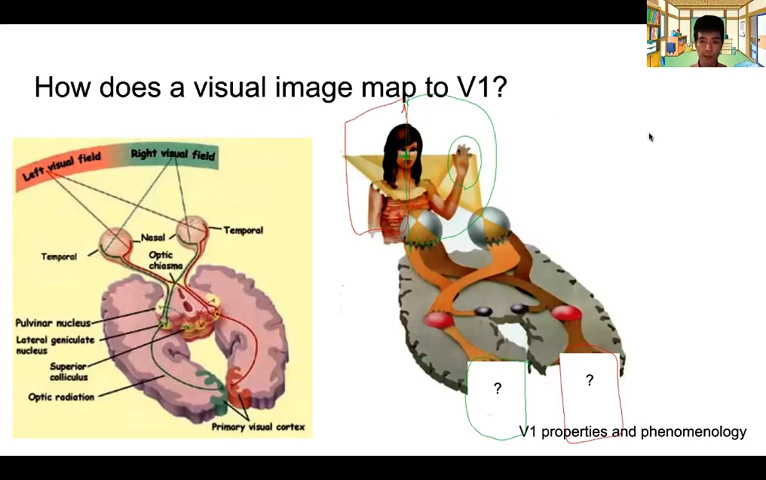 How does a visual image map to V1?
Left visual field
Right visual field
Temporal
Nasal
Temporal
Optic
chiasma
Pulvinar nucleus
Lateral geniculate
nucleus
Superior
colliculus
Optic radiation
Primary visual cortex
?
?
V1 properties and phenomenology